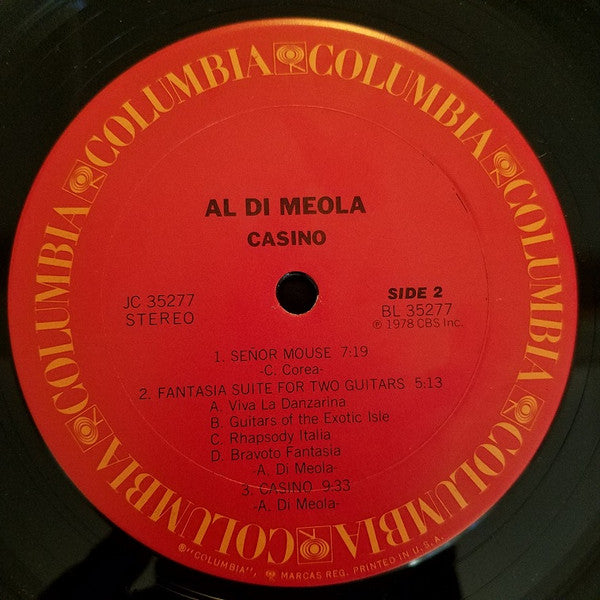 COLUMBIA COLUMBIA COLUMBIA COLUMBIA COLUMBIA COLUMBIA
AL DI MEOLA
CASINO
JC 35277
STEREO
SIDE 2
BL 35277
℗ 1978 CBS Inc.
1. SEÑOR MOUSE 7:19
-C. Corea-
2. FANTASIA SUITE FOR TWO GUITARS 5:13
A. Viva La Danzarina
B. Guitars of the Exotic Isle
C. Rhapsody Italia
D. Bravoto Fantasia
-A. Di Meola-
3. CASINO 9:33
-A. Di Meola-
®"COLUMBIA", MARCAS REG. PRINTED IN U.S.A.